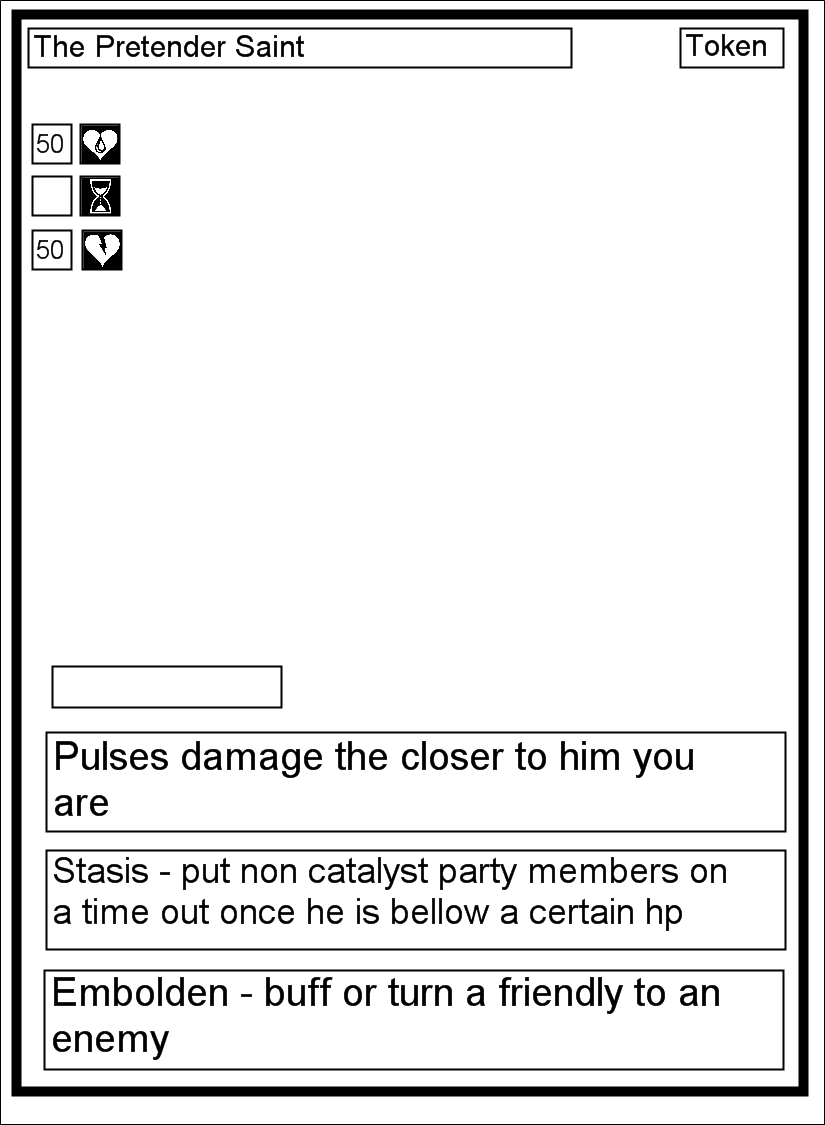 The Pretender Saint
Token
50
50
Pulses damage the closer to him you
are
Stasis - put non catalyst party members on
a time out once he is bellow a certain hp
Embolden - buff or turn a friendly to an
enemy